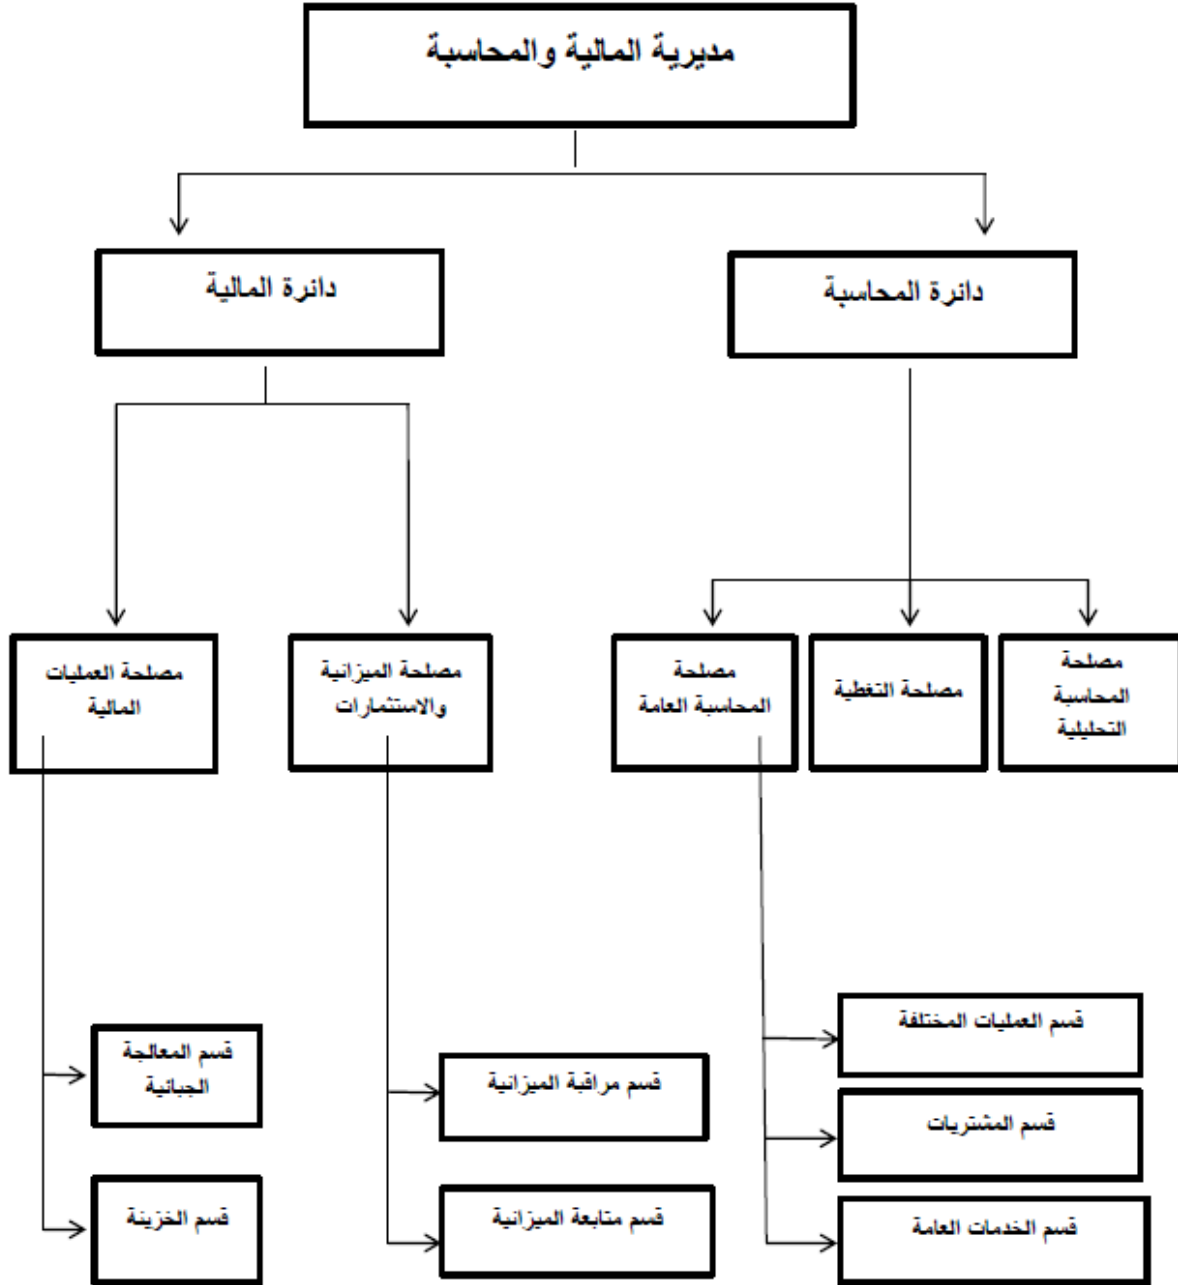 مديرية المالية والمحاسبة
دائرة المحاسبة
دائرة المالية
مصلحة
المحاسبة
التحليلية
مصلحة التغطية
مصلحة
المحاسبة العامة
مصلحة الميزانية
والاستثمارات
مصلحة العمليات
المالية
قسم العمليات المختلفة
قسم المشتريات
قسم الخدمات العامة
قسم مراقبة الميزانية
قسم متابعة الميزانية
قسم المعالجة
الجبائية
قسم الخزينة